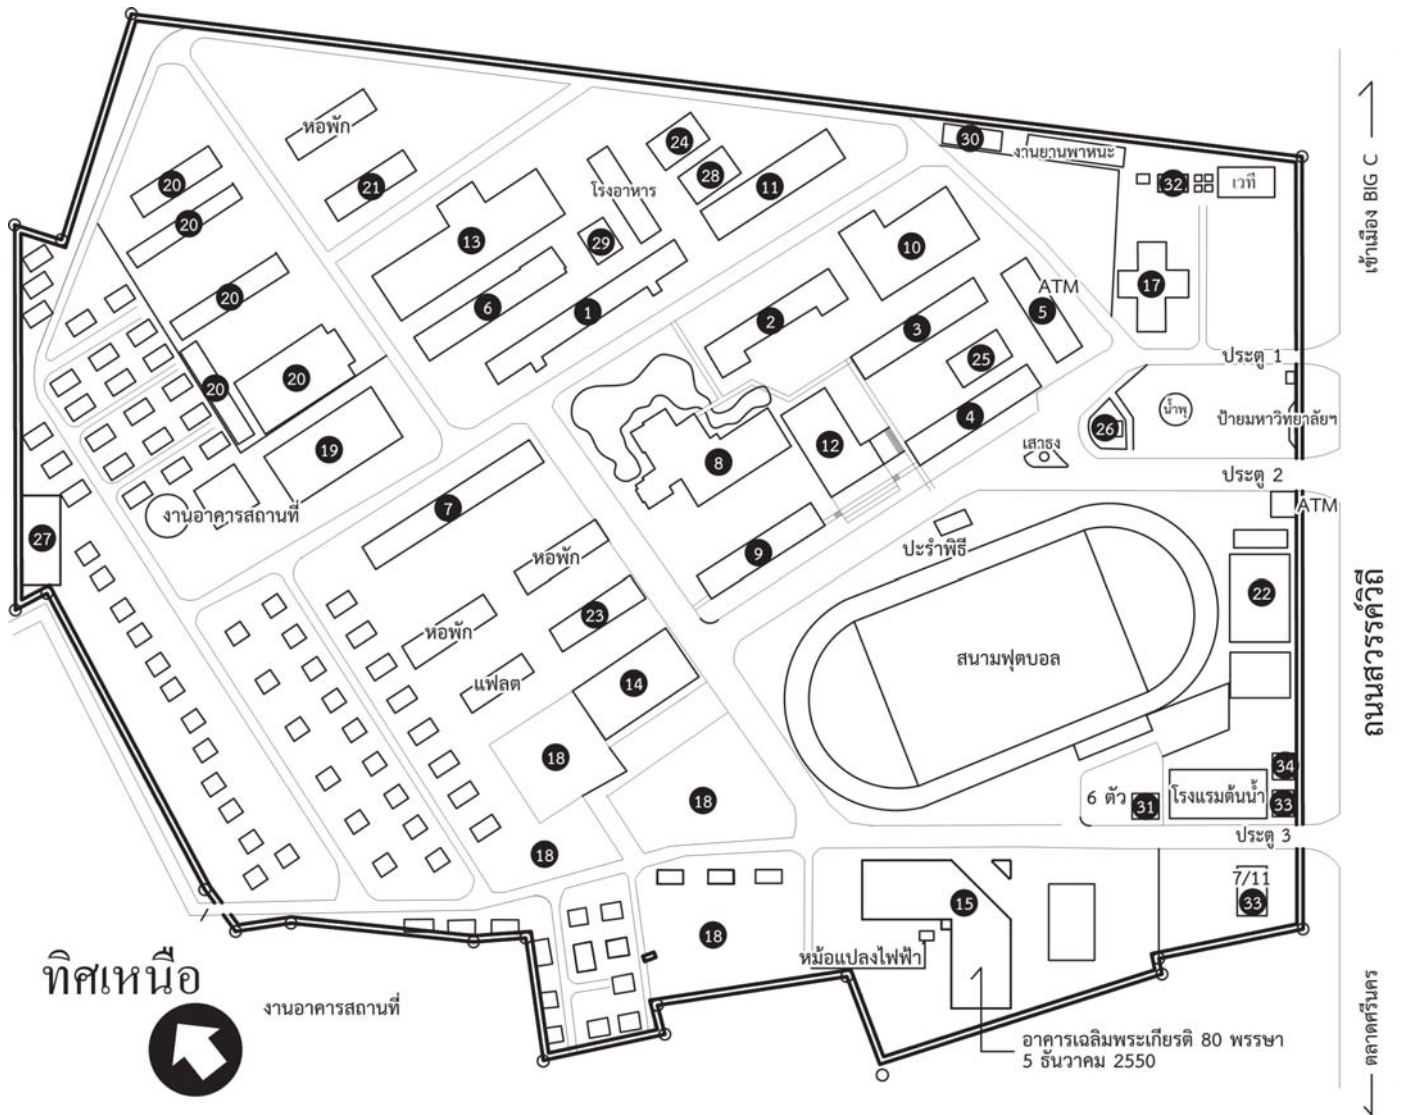 หอพัก
24
30
งานยานพาหนะ
20
21
28
11
32
เวที
โรงอาหาร
20
13
29
10
17
ATM
20
6
1
2
3
5
เข้าเมือง BIG C
ประตู 1
25
20
20
4
น้ำพุ
ป้ายมหาวิทยาลัยฯ
26
19
8
12
เสาธง
ประตู 2
ATM
7
งานอาคารสถานที่
27
หอพัก
9
ปะรำพิธี
22
23
หอพัก
สนามฟุตบอล
ถนนสวรรค์วิถี
แฟลต
14
18
34
18
6 ตัว
31
โรงแรมต้นน้ำ
33
18
ประตู 3
7/11
33
15
18
หม้อแปลงไฟฟ้า
ทิศเหนือ
งานอาคารสถานที่
อาคารเฉลิมพระเกียรติ 80 พรรษา
5 ธันวาคม 2550
ตลาดศรีนคร